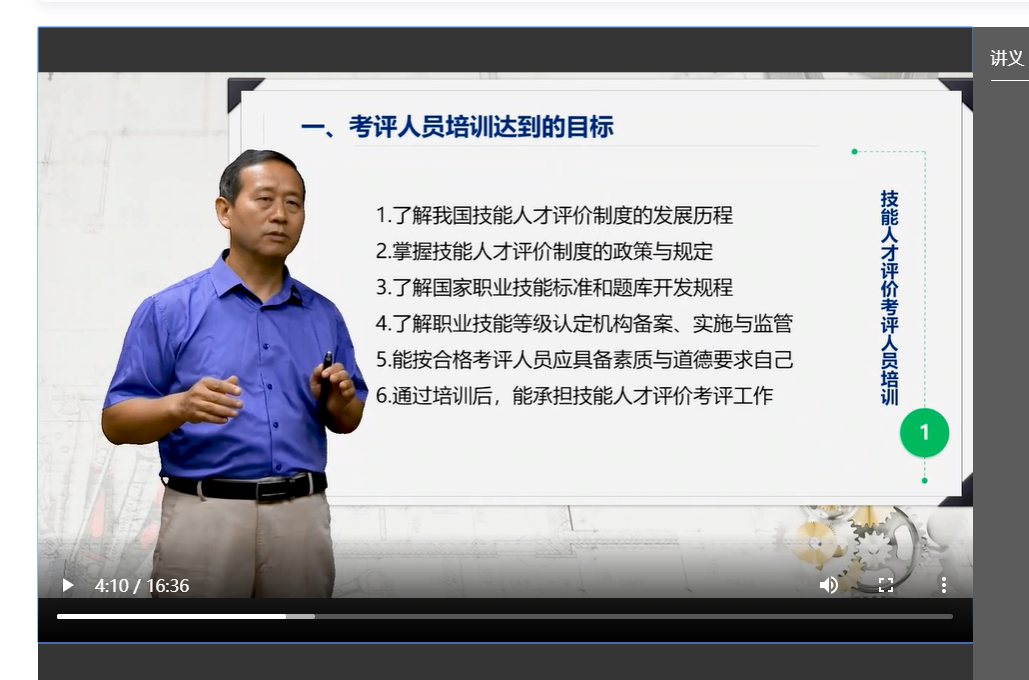 讲义
一、考评人员培训达到的目标
1.了解我国技能人才评价制度的发展历程
2.掌握技能人才评价制度的政策与规定
3.了解国家职业技能标准和题库开发规程
4.了解职业技能等级认定机构备案、实施与监管
5.能按合格考评人员应具备素质与道德要求自己
6.通过培训后，能承担技能人才评价考评工作
技能人才评价考评人员培训
1
4:10 / 16:36